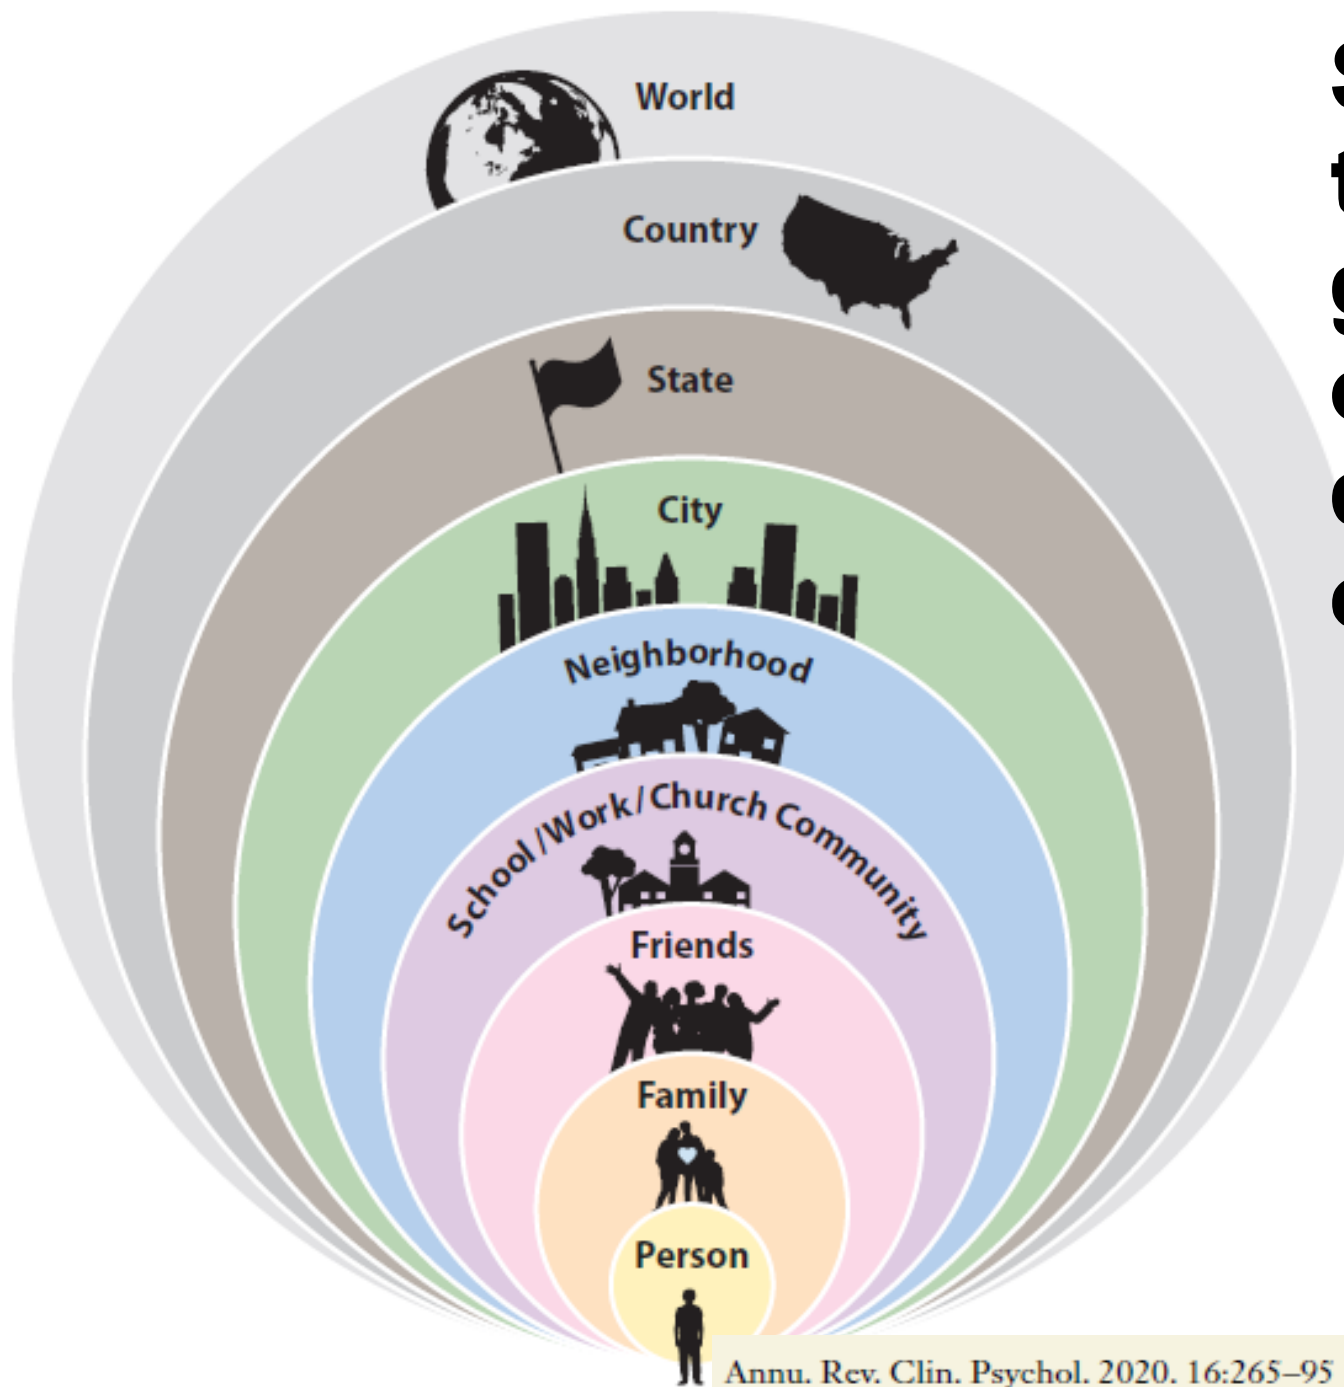 World
Country
State
City
Neighborhood
School/Work/Church Community
Friends
Family
Person
Annu. Rev. Clin. Psychol. 2020. 16:265–95